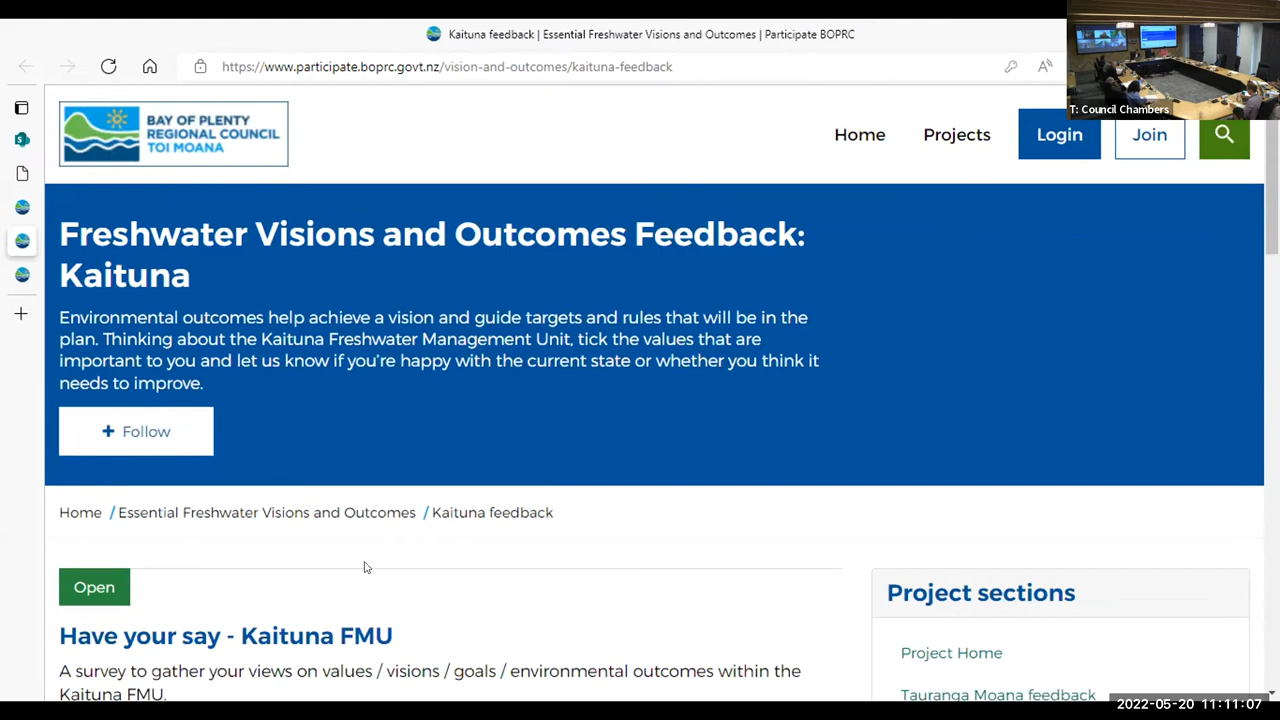 Kaituna feedback | Essential Freshwater Visions and Outcomes | Participate BOPRC
https://www.participate.boprc.govt.nz/vision-and-outcomes/kaituna-feedback
T: Council Chambers
BAY OF PLENTY
REGIONAL COUNCIL
TOI MOANA
Home Projects Login Join
Freshwater Visions and Outcomes Feedback:
Kaituna
Environmental outcomes help achieve a vision and guide targets and rules that will be in the
plan. Thinking about the Kaituna Freshwater Management Unit, tick the values that are
important to you and let us know if you're happy with the current state or whether you think it
needs to improve.
+ Follow
Home / Essential Freshwater Visions and Outcomes / Kaituna feedback
Open
Have your say - Kaituna FMU
A survey to gather your views on values / visions / goals / environmental outcomes within the
Kaituna FMU.
Project sections
Project Home
Tauranga Moana feedback
2022-05-20 11:11:07